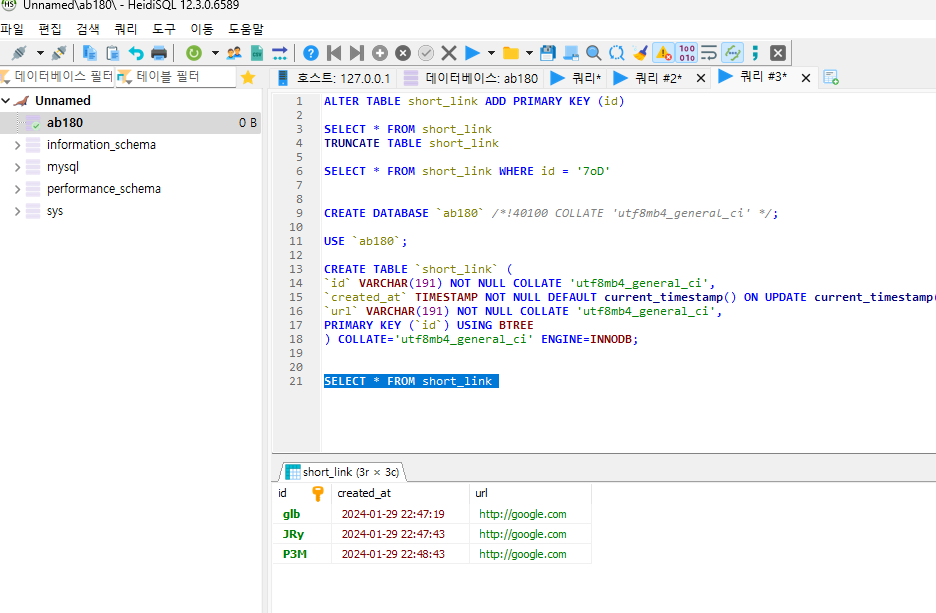 Unnamed\ab180\ - HeidiSQL 12.3.0.6589
파일 편집 검색 쿼리 도구 이동 도움말
데이터베이스 필터 테이블 필터 호스트: 127.0.0.1 데이터베이스: ab180 쿼리* 쿼리 #2* 쿼리 #3*
Unnamed
ab180 0 B
information_schema
mysql
performance_schema
sys
1 ALTER TABLE short_link ADD PRIMARY KEY (id)
2
3 SELECT * FROM short_link
4 TRUNCATE TABLE short_link
5
6 SELECT * FROM short_link WHERE id = '7oD'
7
8
9 CREATE DATABASE `ab180` /*!40100 COLLATE 'utf8mb4_general_ci' */;
10
11 USE `ab180`;
12
13 CREATE TABLE `short_link` (
14 `id` VARCHAR(191) NOT NULL COLLATE 'utf8mb4_general_ci',
15 `created_at` TIMESTAMP NOT NULL DEFAULT current_timestamp() ON UPDATE current_timestamp(
16 `url` VARCHAR(191) NOT NULL COLLATE 'utf8mb4_general_ci',
17 PRIMARY KEY (`id`) USING BTREE
18 ) COLLATE='utf8mb4_general_ci' ENGINE=INNODB;
19
20
21 SELECT * FROM short_link
short_link (3r × 3c)
id created_at url
glb 2024-01-29 22:47:19 http://google.com
JRy 2024-01-29 22:47:43 http://google.com
P3M 2024-01-29 22:48:43 http://google.com